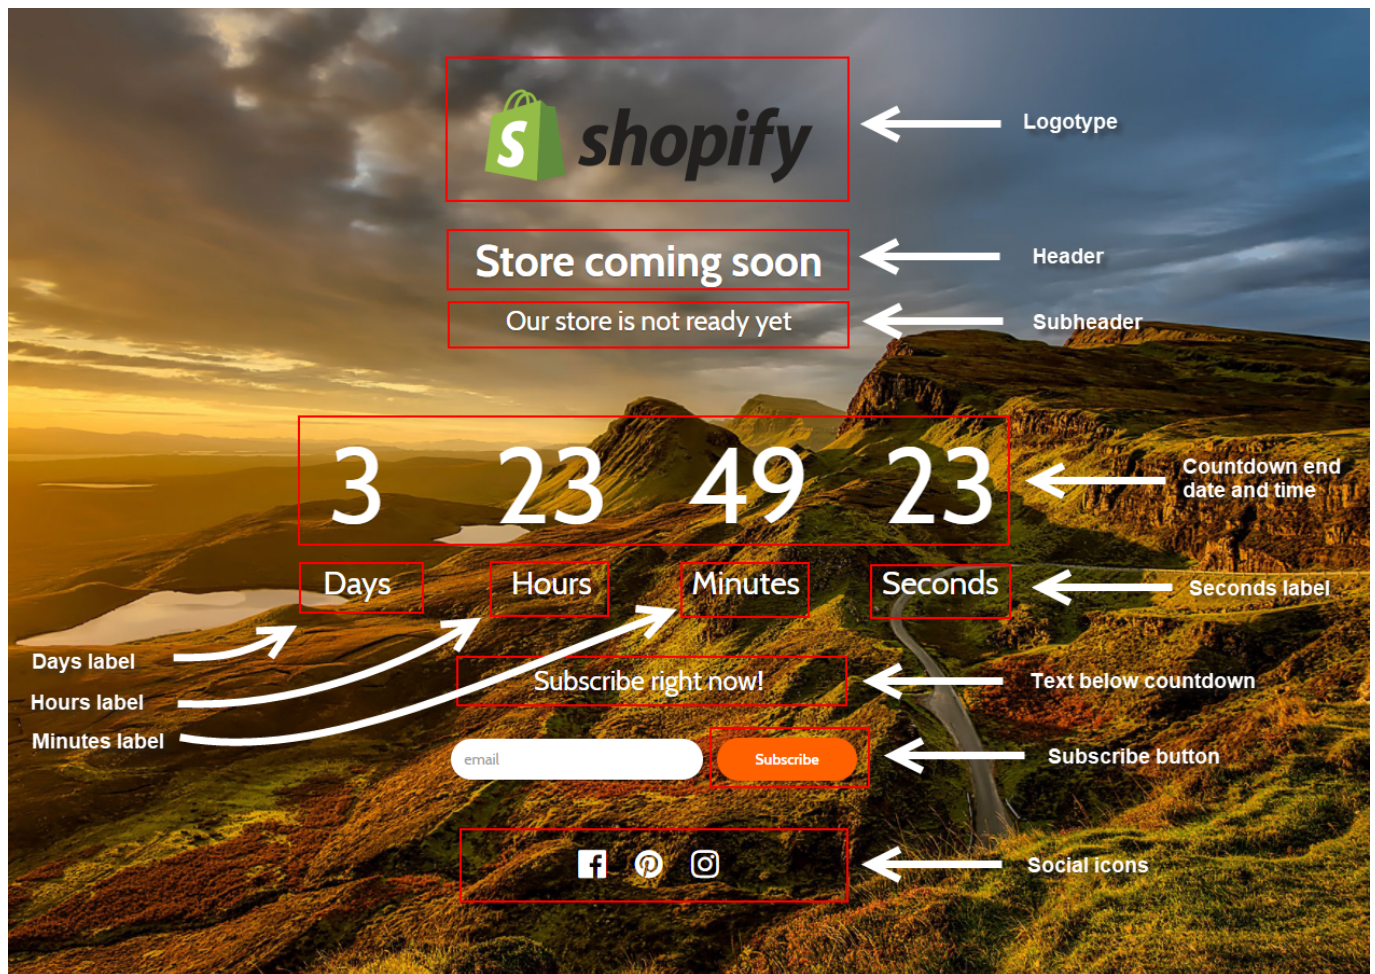 S shopify
Logotype
Store coming soon
Header
Our store is not ready yet
Subheader
3 23 49 23
Countdown end
date and time
Days Hours Minutes Seconds
Seconds label
Days label
Hours label
Minutes label
Subscribe right now!
Text below countdown
email
Subscribe
Subscribe button
Social icons